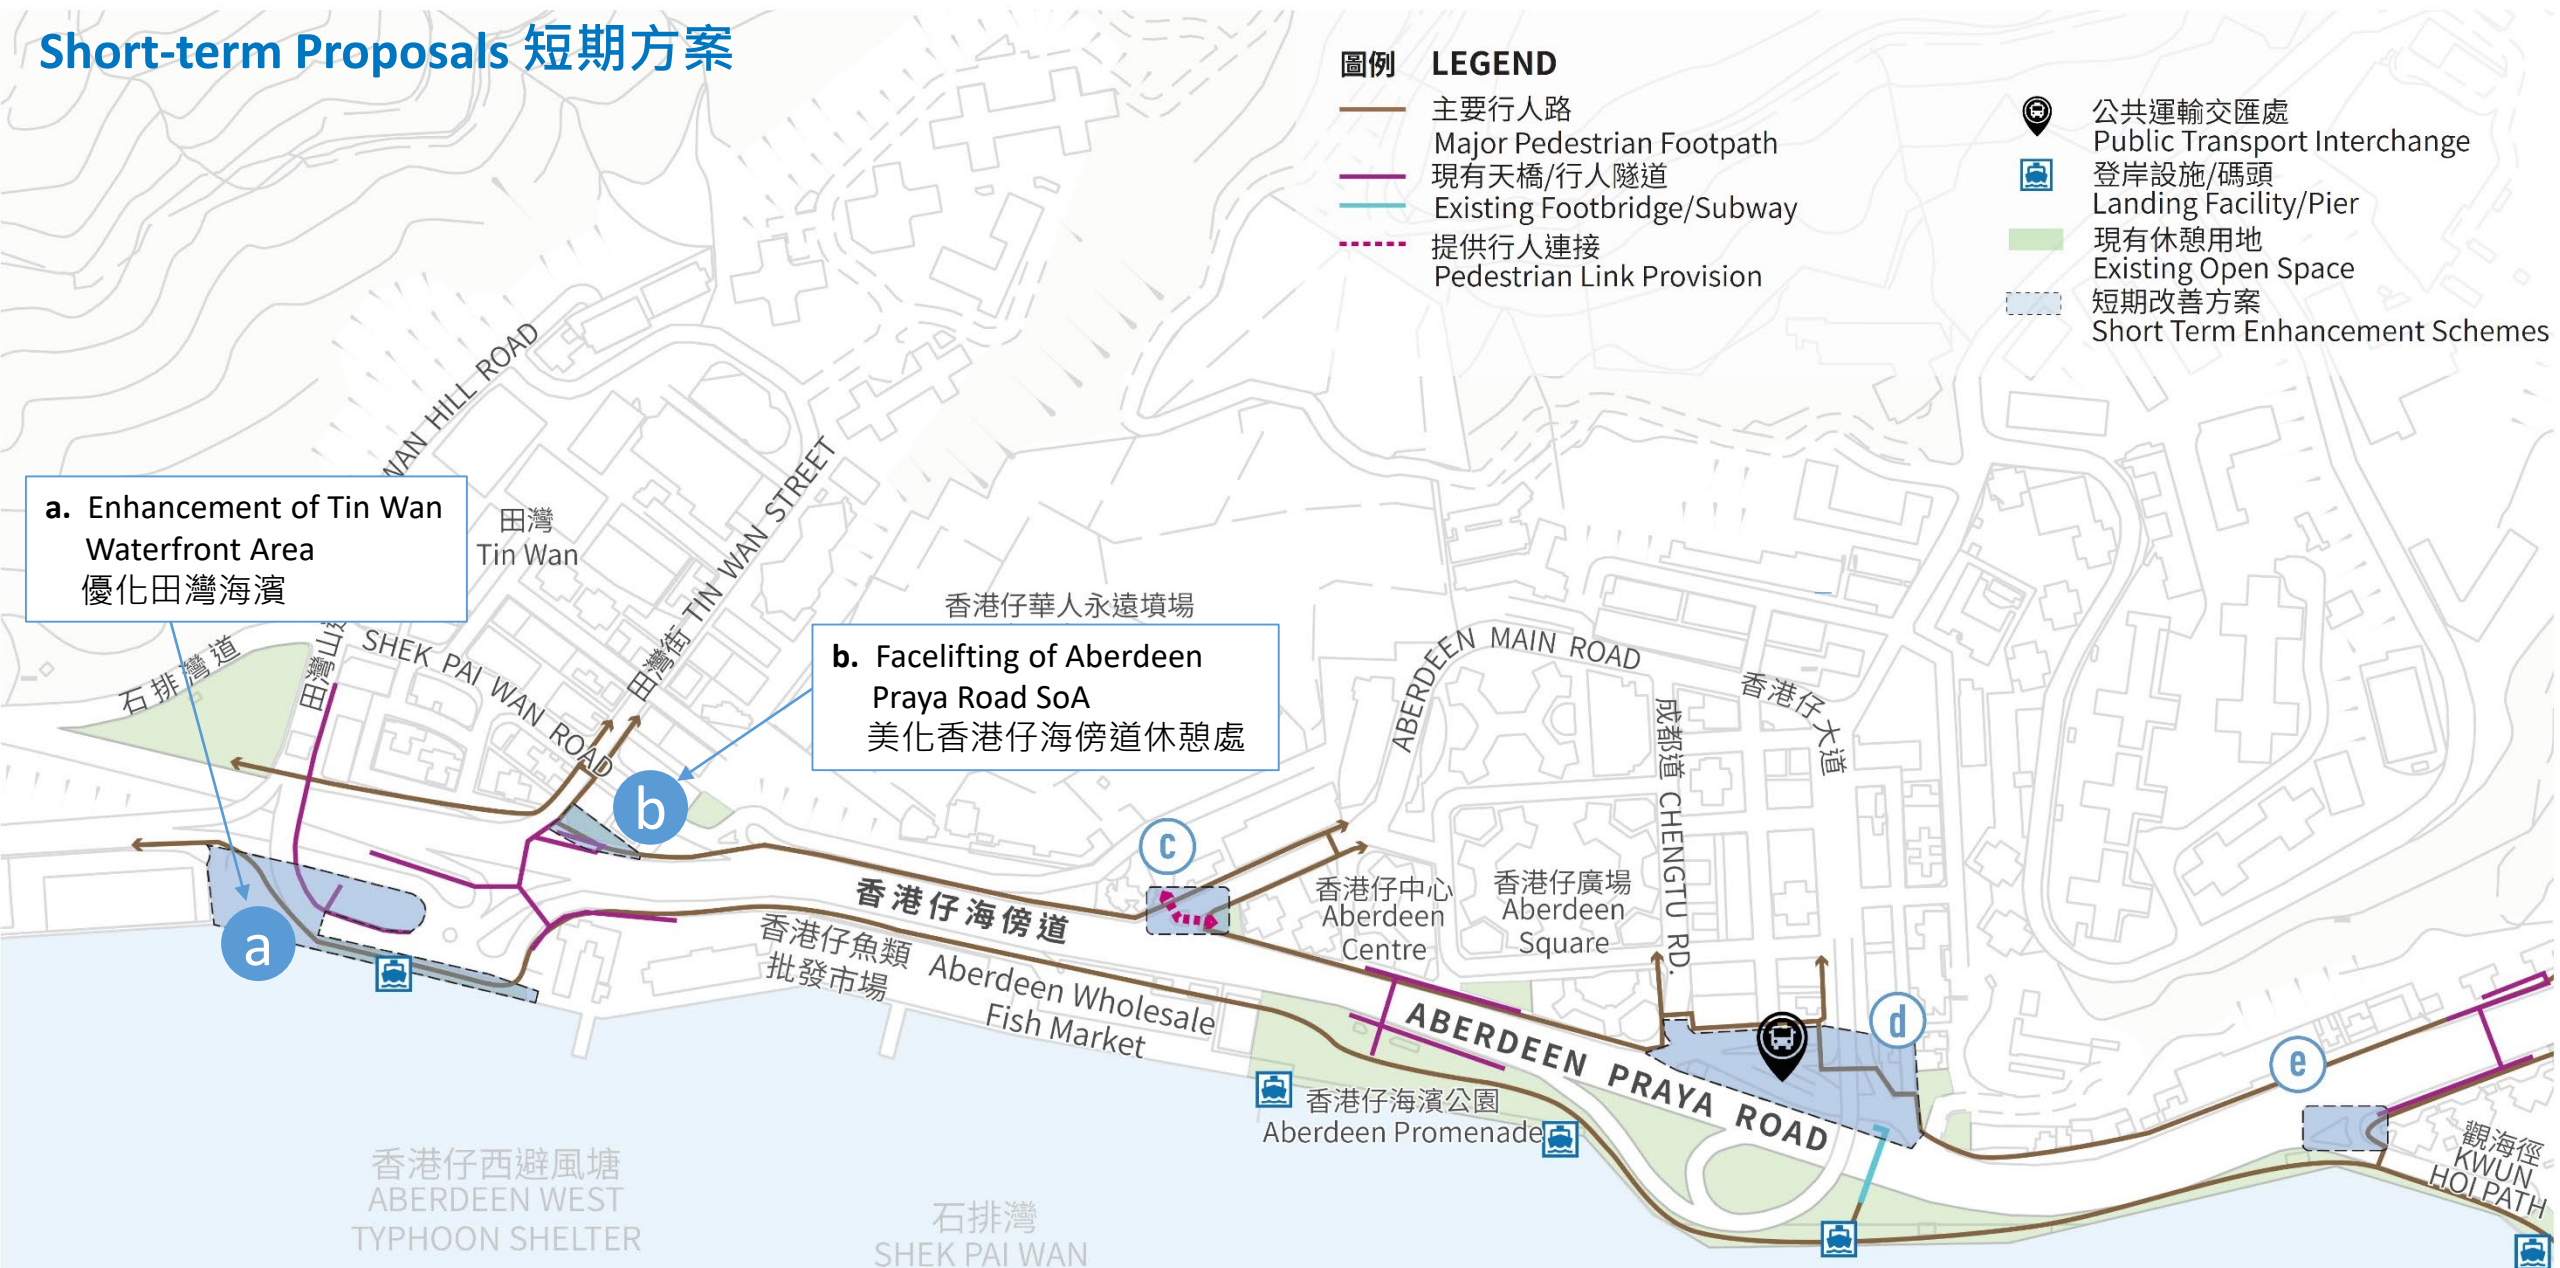 Short-term Proposals 短期方案
圖例 LEGEND
主要行人路
Major Pedestrian Footpath
現有天橋/行人隧道
Existing Footbridge/Subway
提供行人連接
Pedestrian Link Provision
公共運輸交匯處
Public Transport Interchange
登岸設施/碼頭
Landing Facility/Pier
現有休憩用地
Existing Open Space
短期改善方案
Short Term Enhancement Schemes
WAN HILL ROAD
a. Enhancement of Tin Wan
Waterfront Area
優化田灣海濱
田灣
Tin Wan
田灣街 TIN WAN STREET
香港仔華人永遠墳場
b. Facelifting of Aberdeen
Praya Road SoA
美化香港仔海傍道休憩處
石排灣道
田灣山
SHEK PAI WAN ROAD
ABERDEEN MAIN ROAD
香港仔大道
成都道 CHENGTU RD.
a
b
c
d
e
香港仔海傍道
香港仔中心
Aberdeen
Centre
香港仔廣場
Aberdeen
Square
香港仔魚類
批發市場
Aberdeen Wholesale
Fish Market
ABERDEEN PRAYA ROAD
香港仔海濱公園
Aberdeen Promenade
觀海徑
KWUN
HOI PATH
香港仔西避風塘
ABERDEEN WEST
TYPHOON SHELTER
石排灣
SHEK PAI WAN